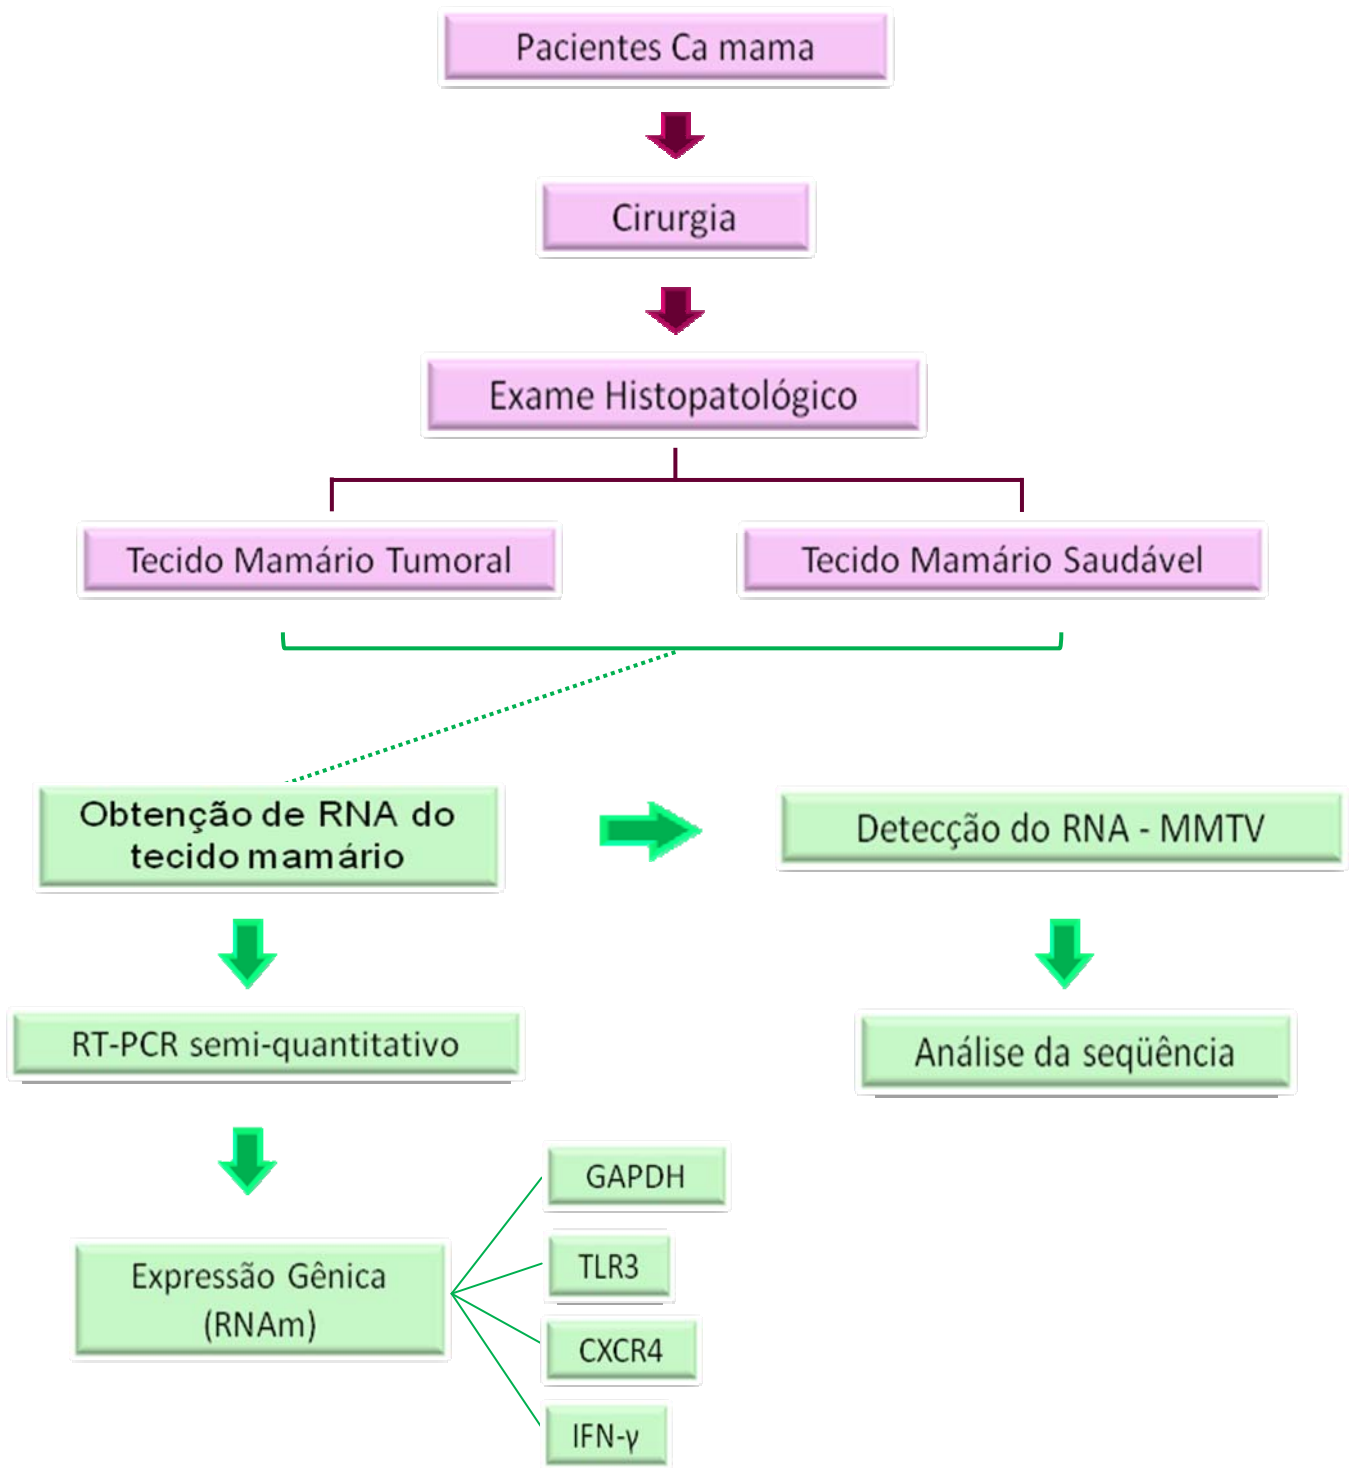 Pacientes Ca mama
Cirurgia
Exame Histopatológico
Tecido Mamário Tumoral
Tecido Mamário Saudável
Obtenção de RNA do
tecido mamário
Detecção do RNA - MMTV
RT-PCR semi-quantitativo
Análise da seqüência
Expressão Gênica
(RNAm)
GAPDH
TLR3
CXCR4
IFN-γ